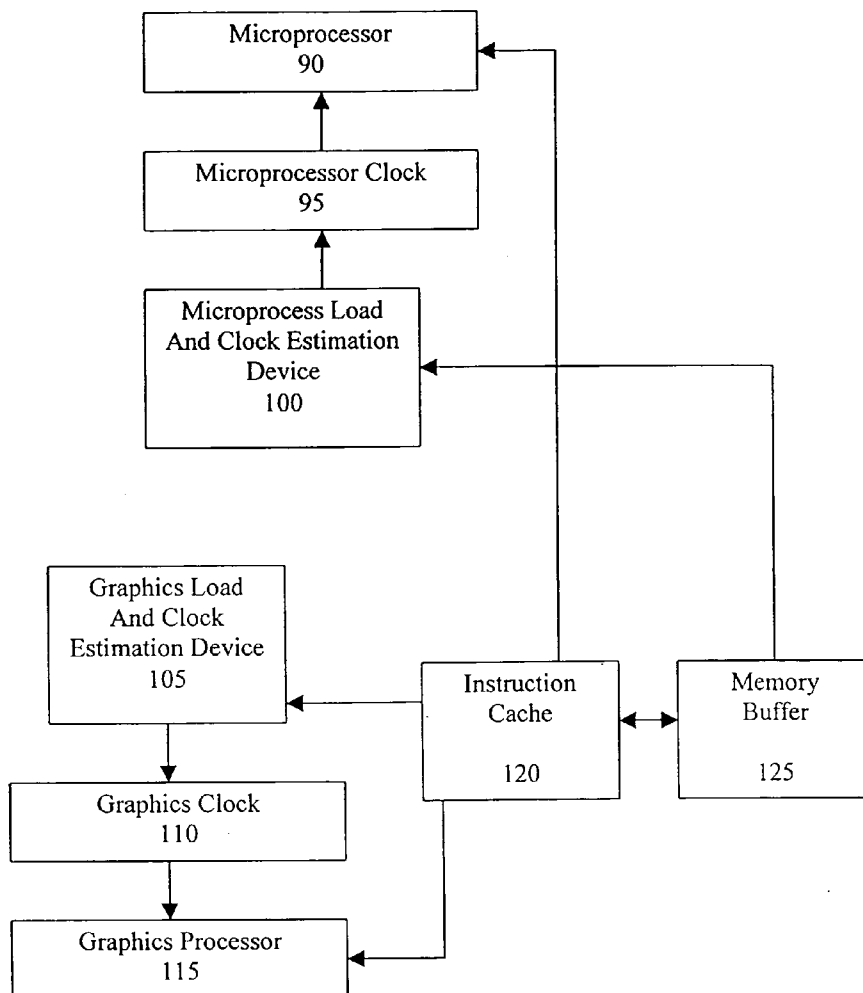 Microprocessor
90
Microprocessor Clock
95
Microprocess Load
And Clock Estimation
Device
100
Graphics Load
And Clock
Estimation Device
105
Instruction
Cache
120
Memory
Buffer
125
Graphics Clock
110
Graphics Processor
115